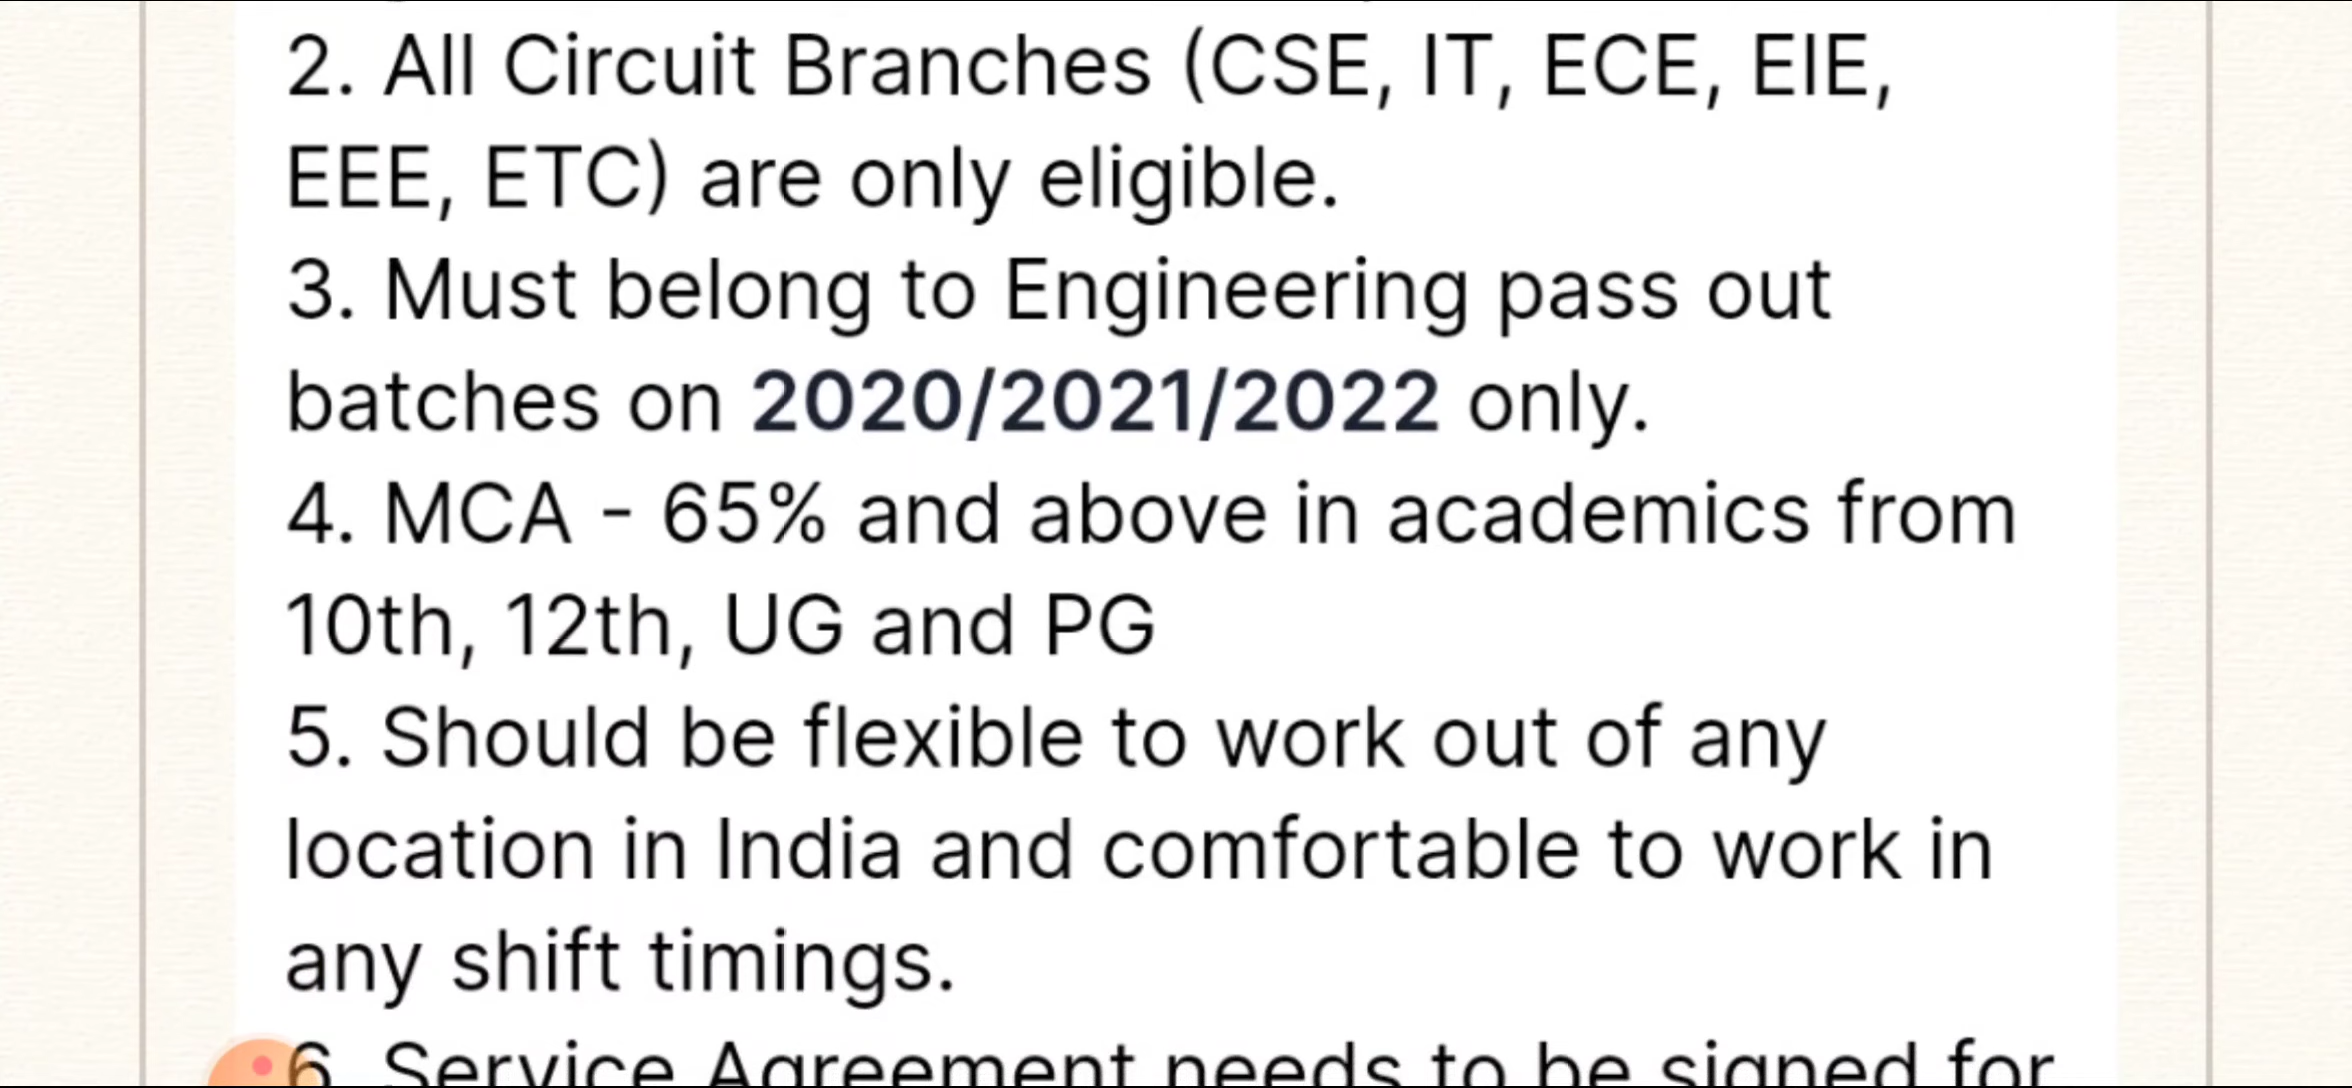 2. All Circuit Branches (CSE, IT, ECE, EIE,
EEE, ETC) are only eligible.
3. Must belong to Engineering pass out
batches on 2020/2021/2022 only.
4. MCA - 65% and above in academics from
10th, 12th, UG and PG
5. Should be flexible to work out of any
location in India and comfortable to work in
any shift timings.
6. Service Agreement needs to be signed for